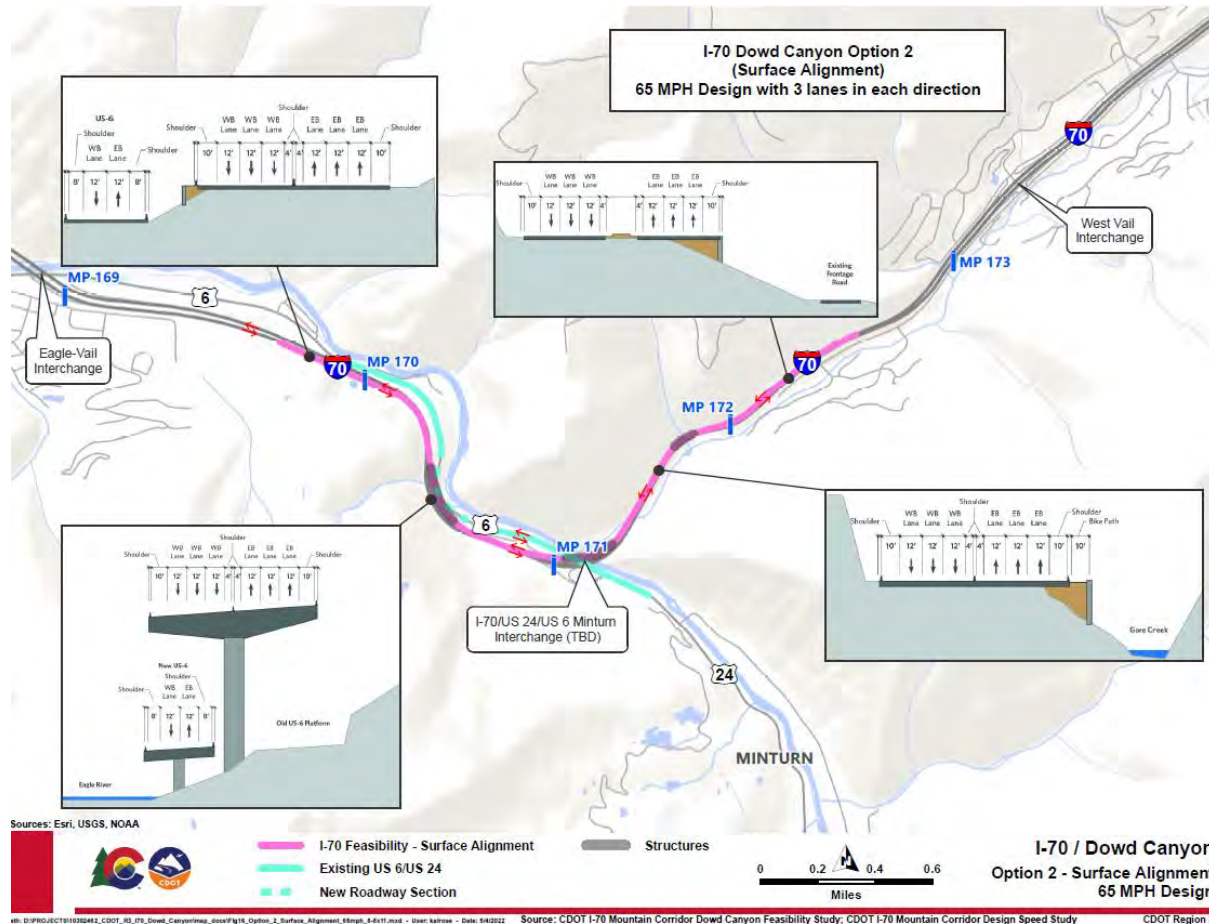 I-70 Dowd Canyon Option 2
(Surface Alignment)
65 MPH Design with 3 lanes in each direction
US-6
Shoulder
WB Lane
EB Lane
Shoulder
8'
12'
12'
8'
Shoulder
WB Lane
WB Lane
WB Lane
Shoulder
EB Lane
EB Lane
EB Lane
Shoulder
10'
12'
12'
12'
4'
4'
12'
12'
12'
10'
Shoulder
WB Lane
WB Lane
WB Lane
EB Lane
EB Lane
EB Lane
Shoulder
10'
12'
12'
12'
4'
4'
12'
12'
12'
10'
Existing
Frontage
Road
70
West Vail
Interchange
MP 173
MP 169
6
Eagle-Vail
Interchange
70
MP 170
70
MP 172
6
MP 171
I-70/US 24/US 6 Minturn
Interchange (TBD)
24
MINTURN
Shoulder
WB Lane
WB Lane
WB Lane
Shoulder
EB Lane
EB Lane
EB Lane
Shoulder
10'
12'
12'
12'
4'
4'
12'
12'
12'
10'
New US-6
Shoulder
WB Lane
EB Lane
Shoulder
8'
12'
12'
8'
Old US-6 Platform
Eagle River
Shoulder
WB Lane
WB Lane
WB Lane
Shoulder
EB Lane
EB Lane
EB Lane
Shoulder
Bike Path
10'
12'
12'
12'
4'
4'
12'
12'
12'
10'
10'
Gore Creek
Sources: Esri, USGS, NOAA
CDOT
I-70 Feasibility - Surface Alignment
Existing US 6/US 24
New Roadway Section
Structures
N
0 0.2 0.4 0.6
Miles
I-70 / Dowd Canyon
Option 2 - Surface Alignment
65 MPH Design
Source: CDOT I-70 Mountain Corridor Dowd Canyon Feasibility Study; CDOT I-70 Mountain Corridor Design Speed Study
CDOT Region